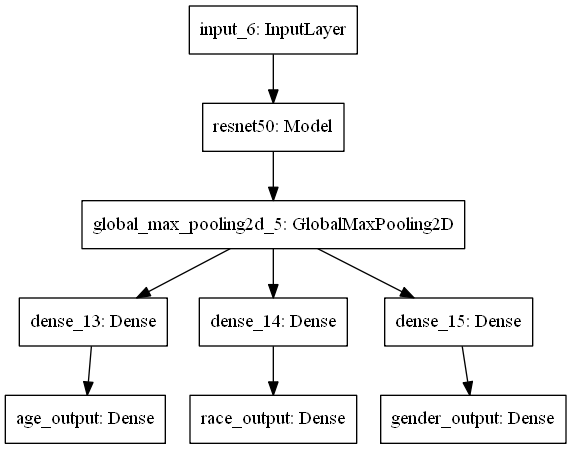 input_6: InputLayer
resnet50: Model
global_max_pooling2d_5: GlobalMaxPooling2D
dense_13: Dense
dense_14: Dense
dense_15: Dense
age_output: Dense
race_output: Dense
gender_output: Dense